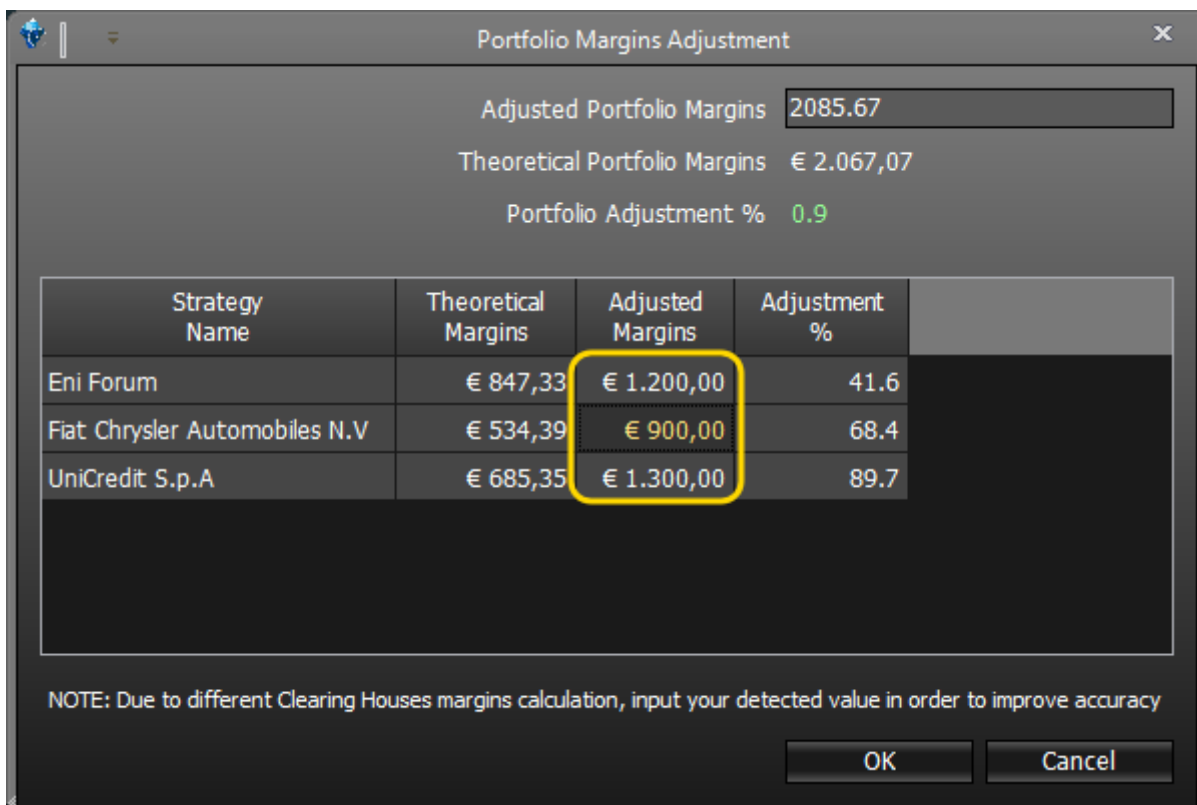 Portfolio Margins Adjustment
Adjusted Portfolio Margins 2085.67
Theoretical Portfolio Margins € 2.067,07
Portfolio Adjustment % 0.9
Strategy Name Theoretical Margins Adjusted Margins Adjustment %
Eni Forum € 847,33 € 1.200,00 41.6
Fiat Chrysler Automobiles N.V € 534,39 € 900,00 68.4
UniCredit S.p.A € 685,35 € 1.300,00 89.7
NOTE: Due to different Clearing Houses margins calculation, input your detected value in order to improve accuracy
OK Cancel